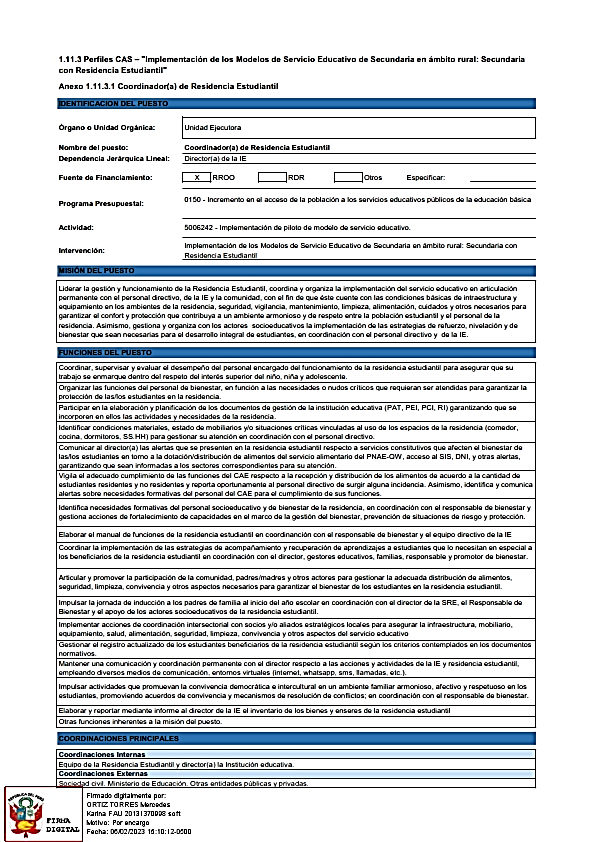 1.11.3 Perfiles CAS – "Implementación de los Modelos de Servicio Educativo de Secundaria en ámbito rural: Secundaria
con Residencia Estudiantil"
Anexo 1.11.3.1 Coordinador(a) de Residencia Estudiantil
IDENTIFICACIÓN DEL PUESTO
Órgano o Unidad Orgánica: Unidad Ejecutora
Nombre del puesto: Coordinador(a) de Residencia Estudiantil
Dependencia Jerárquica Lineal: Director(a) de la IE
Fuente de Financiamiento: X RROO RDR Otros Especificar:
Programa Presupuestal: 0150 - Incremento en el acceso de la población a los servicios educativos públicos de la educación básica
Actividad: 5006242 - Implementación de piloto de modelo de servicio educativo.
Intervención: Implementación de los Modelos de Servicio Educativo de Secundaria en ámbito rural: Secundaria con
Residencia Estudiantil
MISIÓN DEL PUESTO
Liderar la gestión y funcionamiento de la Residencia Estudiantil, coordina y organiza la implementación del servicio educativo en articulación
permanente con el personal directivo, de la IE y la comunidad, con el fin de que éste cuente con las condiciones básicas de infraestructura y
equipamiento en los ambientes de la residencia, seguridad, vigilancia, mantenimiento, limpieza, alimentación, cuidados y otros necesarios para
garantizar el confort y protección que contribuya a un ambiente armonioso y de respeto entre la población estudiantil y el personal de la
residencia. Asimismo, gestiona y organiza con los actores socioeducativos la implementación de las estrategias de refuerzo, nivelación y de
bienestar que sean necesarias para el desarrollo integral de estudiantes, en coordinación con el personal directivo y de la IE.
FUNCIONES DEL PUESTO
Coordinar, supervisar y evaluar el desempeño del personal encargado del funcionamiento de la residencia estudiantil para asegurar que su
trabajo se enmarque dentro del respeto del interés superior del niño, niña y adolescente.
Organizar las funciones del personal de bienestar, en función a las necesidades o nudos críticos que requieran ser atendidas para garantizar la
protección de las/los estudiantes en la residencia.
Participar en la elaboración y planificación de los documentos de gestión de la institución educativa (PAT, PEI, PCI, RI) garantizando que se
incorporen en ellos las actividades y necesidades de la residencia.
Identificar condiciones materiales, estado de mobiliarios y/o situaciones críticas vinculadas al uso de los espacios de la residencia (comedor,
cocina, dormitorios, SS.HH) para gestionar su atención en coordinación con el personal directivo.
Comunicar al director(a) las alertas que se presenten en la residencia estudiantil respecto a servicios constitutivos que afecten el bienestar de
las/los estudiantes en torno a la dotación/distribución de alimentos del servicio alimentario del PNAE-QW, acceso al SIS, DNI, y otras alertas,
garantizando que sean informadas a los sectores correspondientes para su atención.
Vigila el adecuado cumplimiento de las funciones del CAE respecto a la recepción y distribución de los alimentos de acuerdo a la cantidad de
estudiantes residentes y no residentes y reporta oportunamente al personal directivo de surgir alguna incidencia. Asimismo, identifica y comunica
alertas sobre necesidades formativas del personal del CAE para el cumplimiento de sus funciones.
Identifica necesidades formativas del personal socioeducativo y de bienestar de la residencia, en coordinación con el responsable de bienestar y
gestiona acciones de fortalecimiento de capacidades en el marco de la gestión del bienestar, prevención de situaciones de riesgo y protección.
Elaborar el manual de funciones de la residencia estudiantil en coordinación con el responsable de bienestar y el equipo directivo de la IE
Coordinar la implementación de las estrategias de acompañamiento y recuperación de aprendizajes a estudiantes que lo necesitan en especial a
los beneficiarios de la residencia estudiantil en coordinación con el director, gestores educativos, familias, responsable y promotor de bienestar.
Articular y promover la participación de la comunidad, padres/madres y otros actores para gestionar la adecuada distribución de alimentos,
seguridad, limpieza, convivencia y otros aspectos necesarios para garantizar el bienestar de los estudiantes en la residencia estudiantil.
Impulsar la jornada de inducción a los padres de familia al inicio del año escolar en coordinación con el director de la SRE, el Responsable de
Bienestar y el apoyo de los actores socioeducativos de la residencia estudiantil.
Implementar acciones de coordinación intersectorial con socios y/o aliados estratégicos locales para asegurar la infraestructura, mobiliario,
equipamiento, salud, alimentación, seguridad, limpieza, convivencia y otros aspectos del servicio educativo
Gestionar el registro actualizado de los estudiantes beneficiarios de la residencia estudiantil según los criterios contemplados en los documentos
normativos.
Mantener una comunicación y coordinación permanente con el director respecto a las acciones y actividades de la IE y residencia estudiantil,
empleando diversos medios de comunicación, entornos virtuales (internet, whatsapp, sms, llamadas, etc.).
Impulsar actividades que promuevan la convivencia democrática e intercultural en un ambiente familiar armonioso, afectivo y respetuoso en los
estudiantes, promoviendo acuerdos de convivencia y mecanismos de resolución de conflictos; en coordinación con el responsable de bienestar.
Elaborar y reportar mediante informe al director de la IE el inventario de los bienes y enseres de la residencia estudiantil
Otras funciones inherentes a la misión del puesto.
COORDINACIONES PRINCIPALES
Coordinaciones Internas
Equipo de la Residencia Estudiantil y director(a) la Institución educativa.
Coordinaciones Externas
Sociedad civil. Ministerio de Educación. Otras entidades públicas y privadas.
REPÚBLICA DEL PERÚ
FIRMA
DIGITAL
Firmado digitalmente por:
ORTIZ TORRES Mercedes
Karina FAU 20131370998 soft
Motivo: Por encargo
Fecha: 06/02/2023 16:10:12-0500